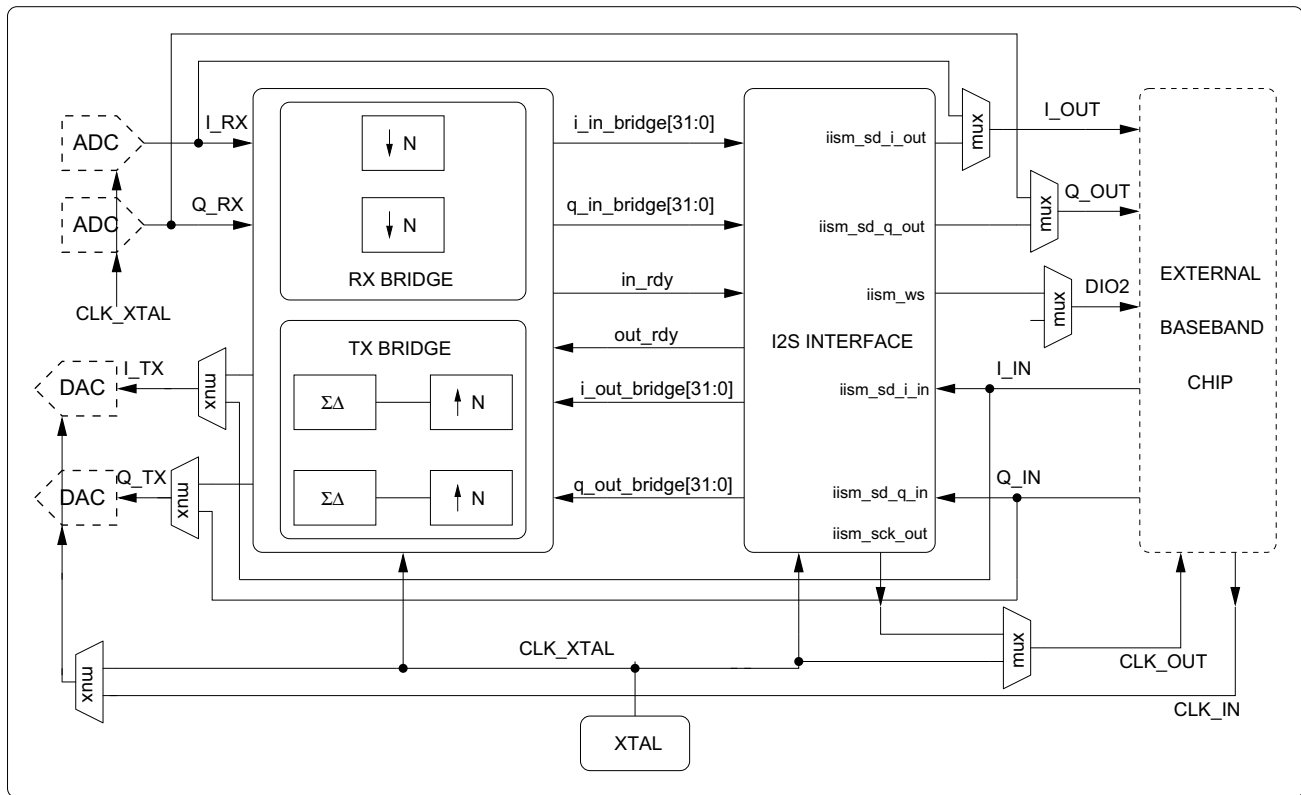 ADC
I_RX
ADC
Q_RX
CLK_XTAL
↓ N
↓ N
RX BRIDGE
TX BRIDGE
ΣΔ
↑ N
ΣΔ
↑ N
DAC
I_TX
mux
DAC
Q_TX
mux
i_in_bridge[31:0]
q_in_bridge[31:0]
in_rdy
out_rdy
i_out_bridge[31:0]
q_out_bridge[31:0]
iism_sd_i_out
iism_sd_q_out
iism_ws
I2S INTERFACE
iism_sd_i_in
iism_sd_q_in
iism_sck_out
mux
I_OUT
mux
Q_OUT
mux
DIO2
I_IN
Q_IN
EXTERNAL
BASEBAND
CHIP
mux
CLK_XTAL
mux
CLK_OUT
CLK_IN
XTAL